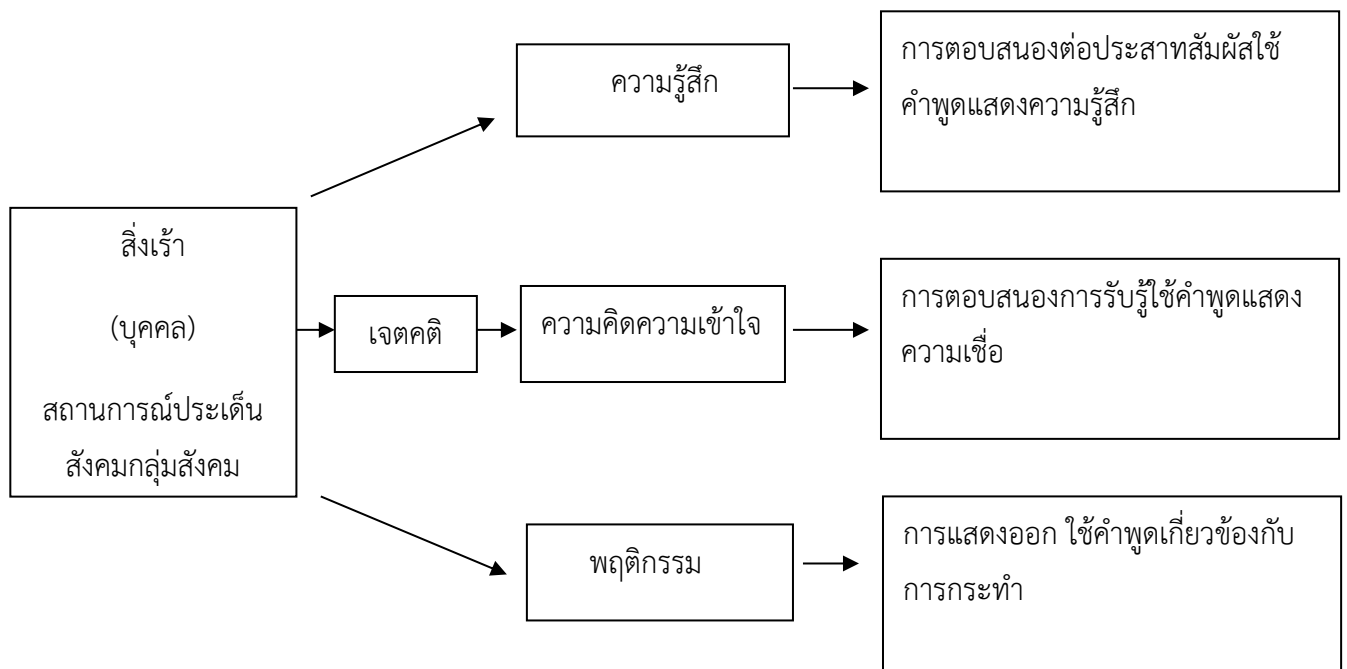 ความรู้สึก
การตอบสนองต่อประสาทสัมผัสใช้
คำพูดแสดงความรู้สึก
สิ่งเร้า
(บุคคล)
สถานการณ์ประเด็น
สังคมกลุ่มสังคม
เจตคติ
ความคิดความเข้าใจ
การตอบสนองการรับรู้ใช้คำพูดแสดง
ความเชื่อ
พฤติกรรม
การแสดงออก ใช้คำพูดเกี่ยวข้องกับ
การกระทำ